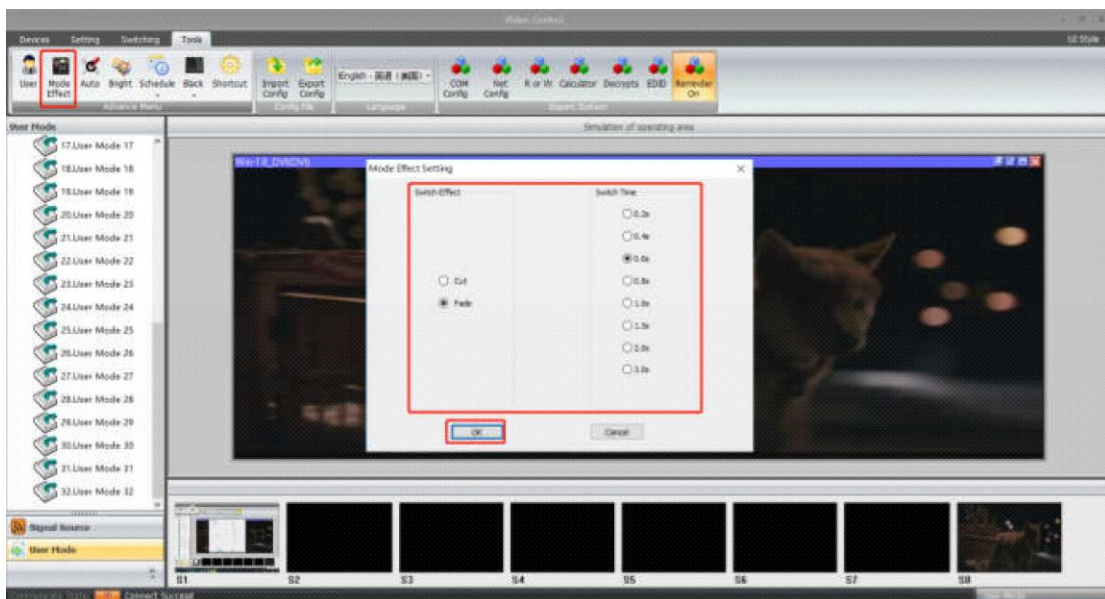 Video Control
Devices Setting Switching Tools UI Style
User Mode Effect Auto Bright Schedule Black Shortcut Import Config Export Config English - 英语 (美国) COM Config Net Config R or W Calculator Decrypts EDID Reminder On
Advance Menu Config File Language Expert Option
User Mode Simulation of operating area
17.User Mode 17
18.User Mode 18
19.User Mode 19
20.User Mode 20
21.User Mode 21
22.User Mode 22
23.User Mode 23
24.User Mode 24
25.User Mode 25
26.User Mode 26
27.User Mode 27
28.User Mode 28
29.User Mode 29
30.User Mode 30
31.User Mode 31
32.User Mode 32
Signal Source
User Mode
Mode Effect Setting
Switch Effect
Cut
Fade
Switch Time
0.2s
0.4s
0.6s
0.8s
1.0s
1.5s
2.0s
3.0s
OK Cancel
S1 S2 S3 S4 S5 S6 S7 S8
Connect Succeed